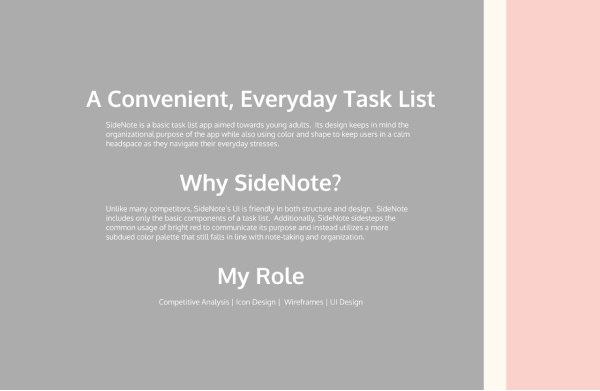 A Convenient, Everyday Task List
SideNote is a basic task list app aimed towards young adults.  Its design keeps in mind the
organizational purpose of the app while also using color and shape to keep users in a calm
headspace as they navigate their everyday stresses.
Why SideNote?
Unlike many competitors, SideNote's UI is friendly in both structure and design.  SideNote
includes only the basic components of a task list.  Additionally, SideNote sidesteps the
common usage of bright red to communicate its purpose and instead utilizes a more
subdued color palette that still falls in line with note-taking and organization.
My Role
Competitive Analysis | Icon Design |  Wireframes | UI Design